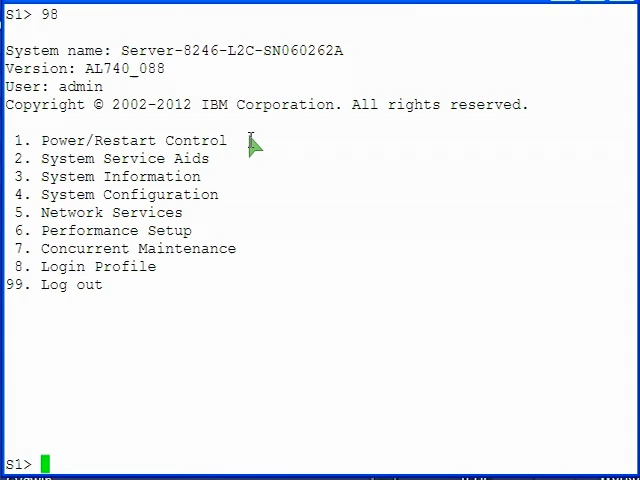 S1> 98
System name: Server-8246-L2C-SN060262A
Version: AL740_088
User: admin
Copyright © 2002-2012 IBM Corporation. All rights reserved.
1. Power/Restart Control
2. System Service Aids
3. System Information
4. System Configuration
5. Network Services
6. Performance Setup
7. Concurrent Maintenance
8. Login Profile
99. Log out
S1>